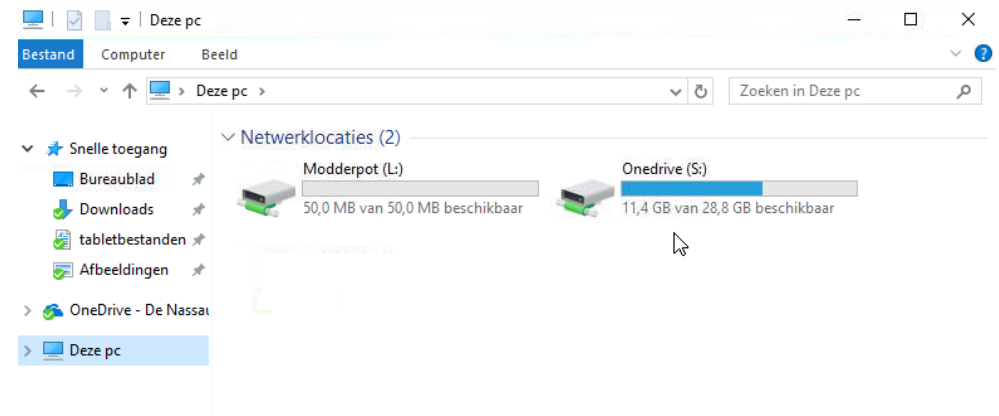 Deze pc
Bestand Computer Beeld
Deze pc
Zoeken in Deze pc
Snelle toegang
Bureaublad
Downloads
tabletbestanden
Afbeeldingen
OneDrive - De Nassau
Deze pc
Netwerklocaties (2)
Modderpot (L:)
50,0 MB van 50,0 MB beschikbaar
Onedrive (S:)
11,4 GB van 28,8 GB beschikbaar